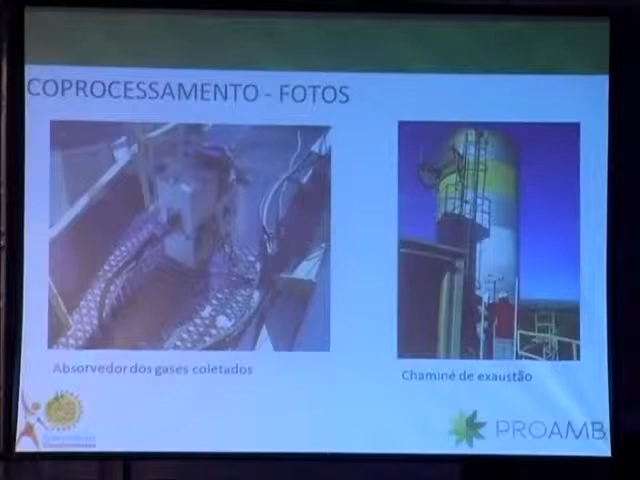 COPROCESSAMENTO - FOTOS
Absorvedor dos gases coletados
Chaminé de exaustão
PROAMB